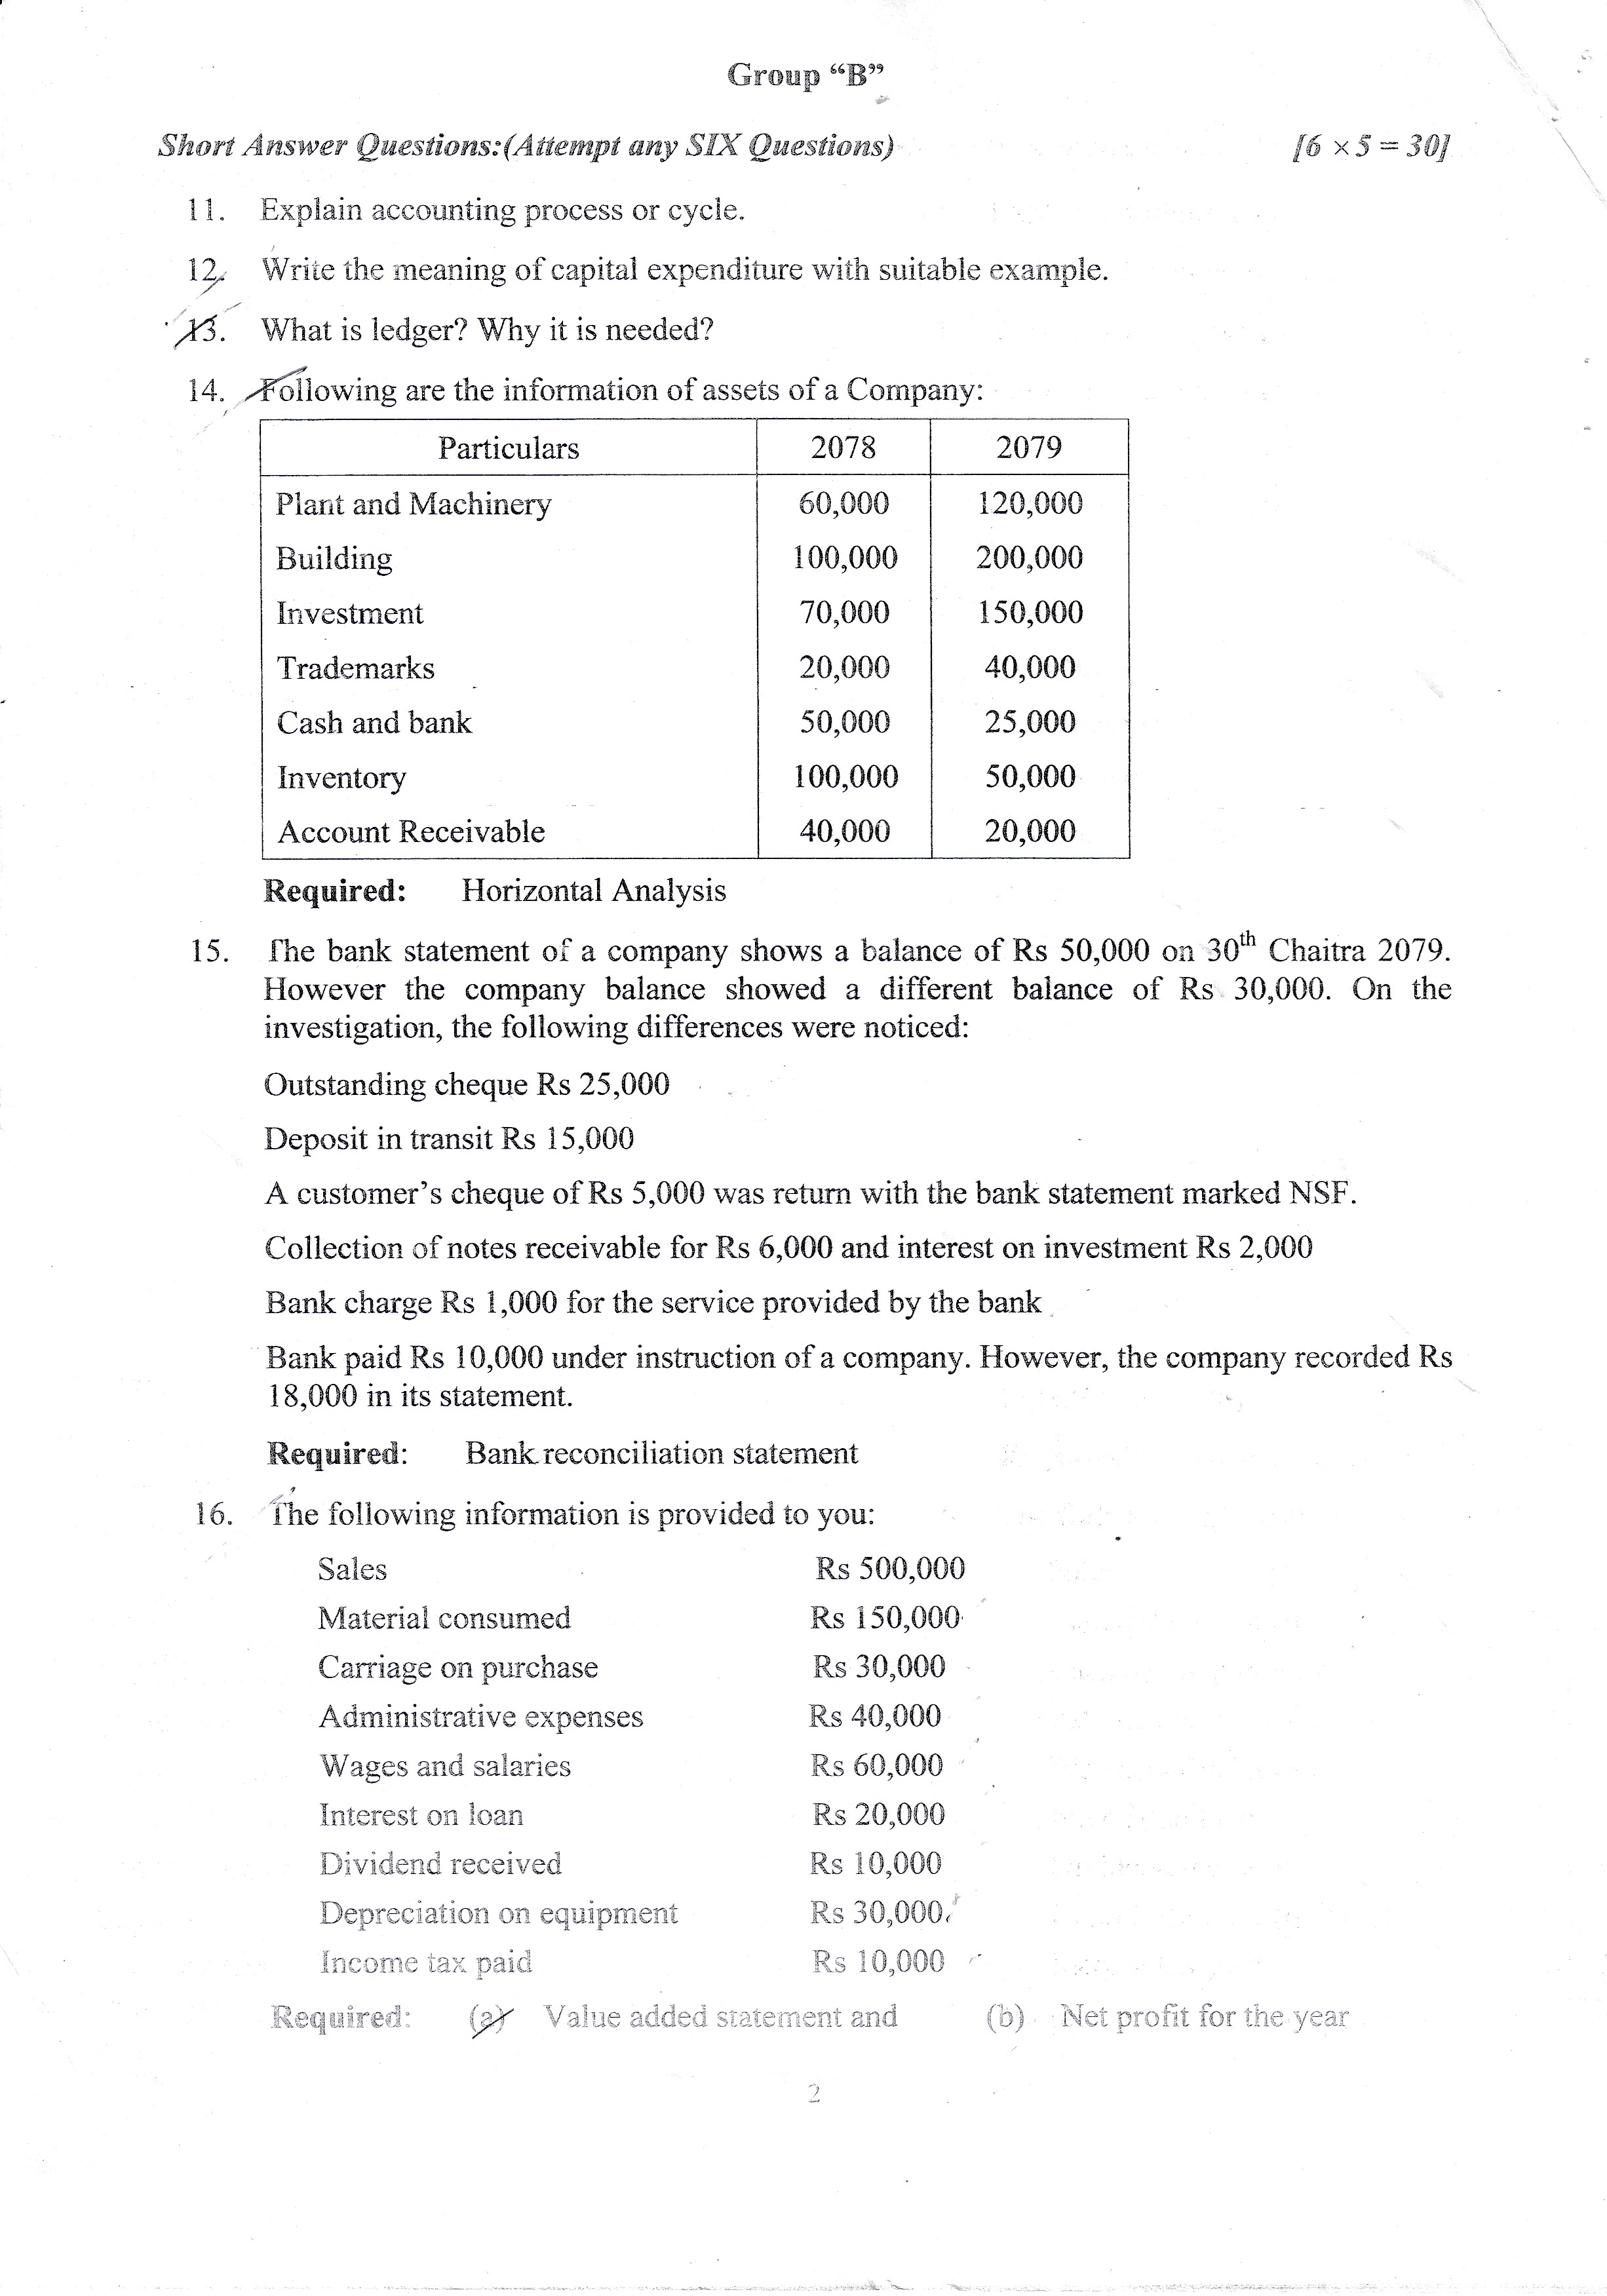 Group “B”
Short Answer Questions:(Attempt any SIX Questions) [6 × 5 = 30]
11. Explain accounting process or cycle.
12. Write the meaning of capital expenditure with suitable example.
13. What is ledger? Why it is needed?
14. Following are the information of assets of a Company:
Particulars 2078 2079
Plant and Machinery 60,000 120,000
Building 100,000 200,000
Investment 70,000 150,000
Trademarks 20,000 40,000
Cash and bank 50,000 25,000
Inventory 100,000 50,000
Account Receivable 40,000 20,000
Required: Horizontal Analysis
15. The bank statement of a company shows a balance of Rs 50,000 on 30th Chaitra 2079.
However the company balance showed a different balance of Rs 30,000. On the
investigation, the following differences were noticed:
Outstanding cheque Rs 25,000
Deposit in transit Rs 15,000
A customer’s cheque of Rs 5,000 was return with the bank statement marked NSF.
Collection of notes receivable for Rs 6,000 and interest on investment Rs 2,000
Bank charge Rs 1,000 for the service provided by the bank
Bank paid Rs 10,000 under instruction of a company. However, the company recorded Rs
18,000 in its statement.
Required: Bank reconciliation statement
16. The following information is provided to you:
Sales Rs 500,000
Material consumed Rs 150,000
Carriage on purchase Rs 30,000
Administrative expenses Rs 40,000
Wages and salaries Rs 60,000
Interest on loan Rs 20,000
Dividend received Rs 10,000
Depreciation on equipment Rs 30,000
Income tax paid Rs 10,000
Required: (a) Value added statement and (b) Net profit for the year
2